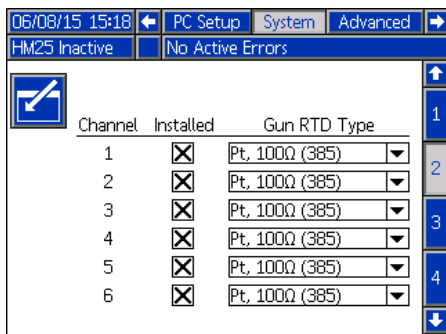 06/08/15 15:18 PC Setup System Advanced
HM25 Inactive No Active Errors
Channel Installed Gun RTD Type
1 Pt, 100Ω (385)
2 Pt, 100Ω (385)
3 Pt, 100Ω (385)
4 Pt, 100Ω (385)
5 Pt, 100Ω (385)
6 Pt, 100Ω (385)
1
2
3
4